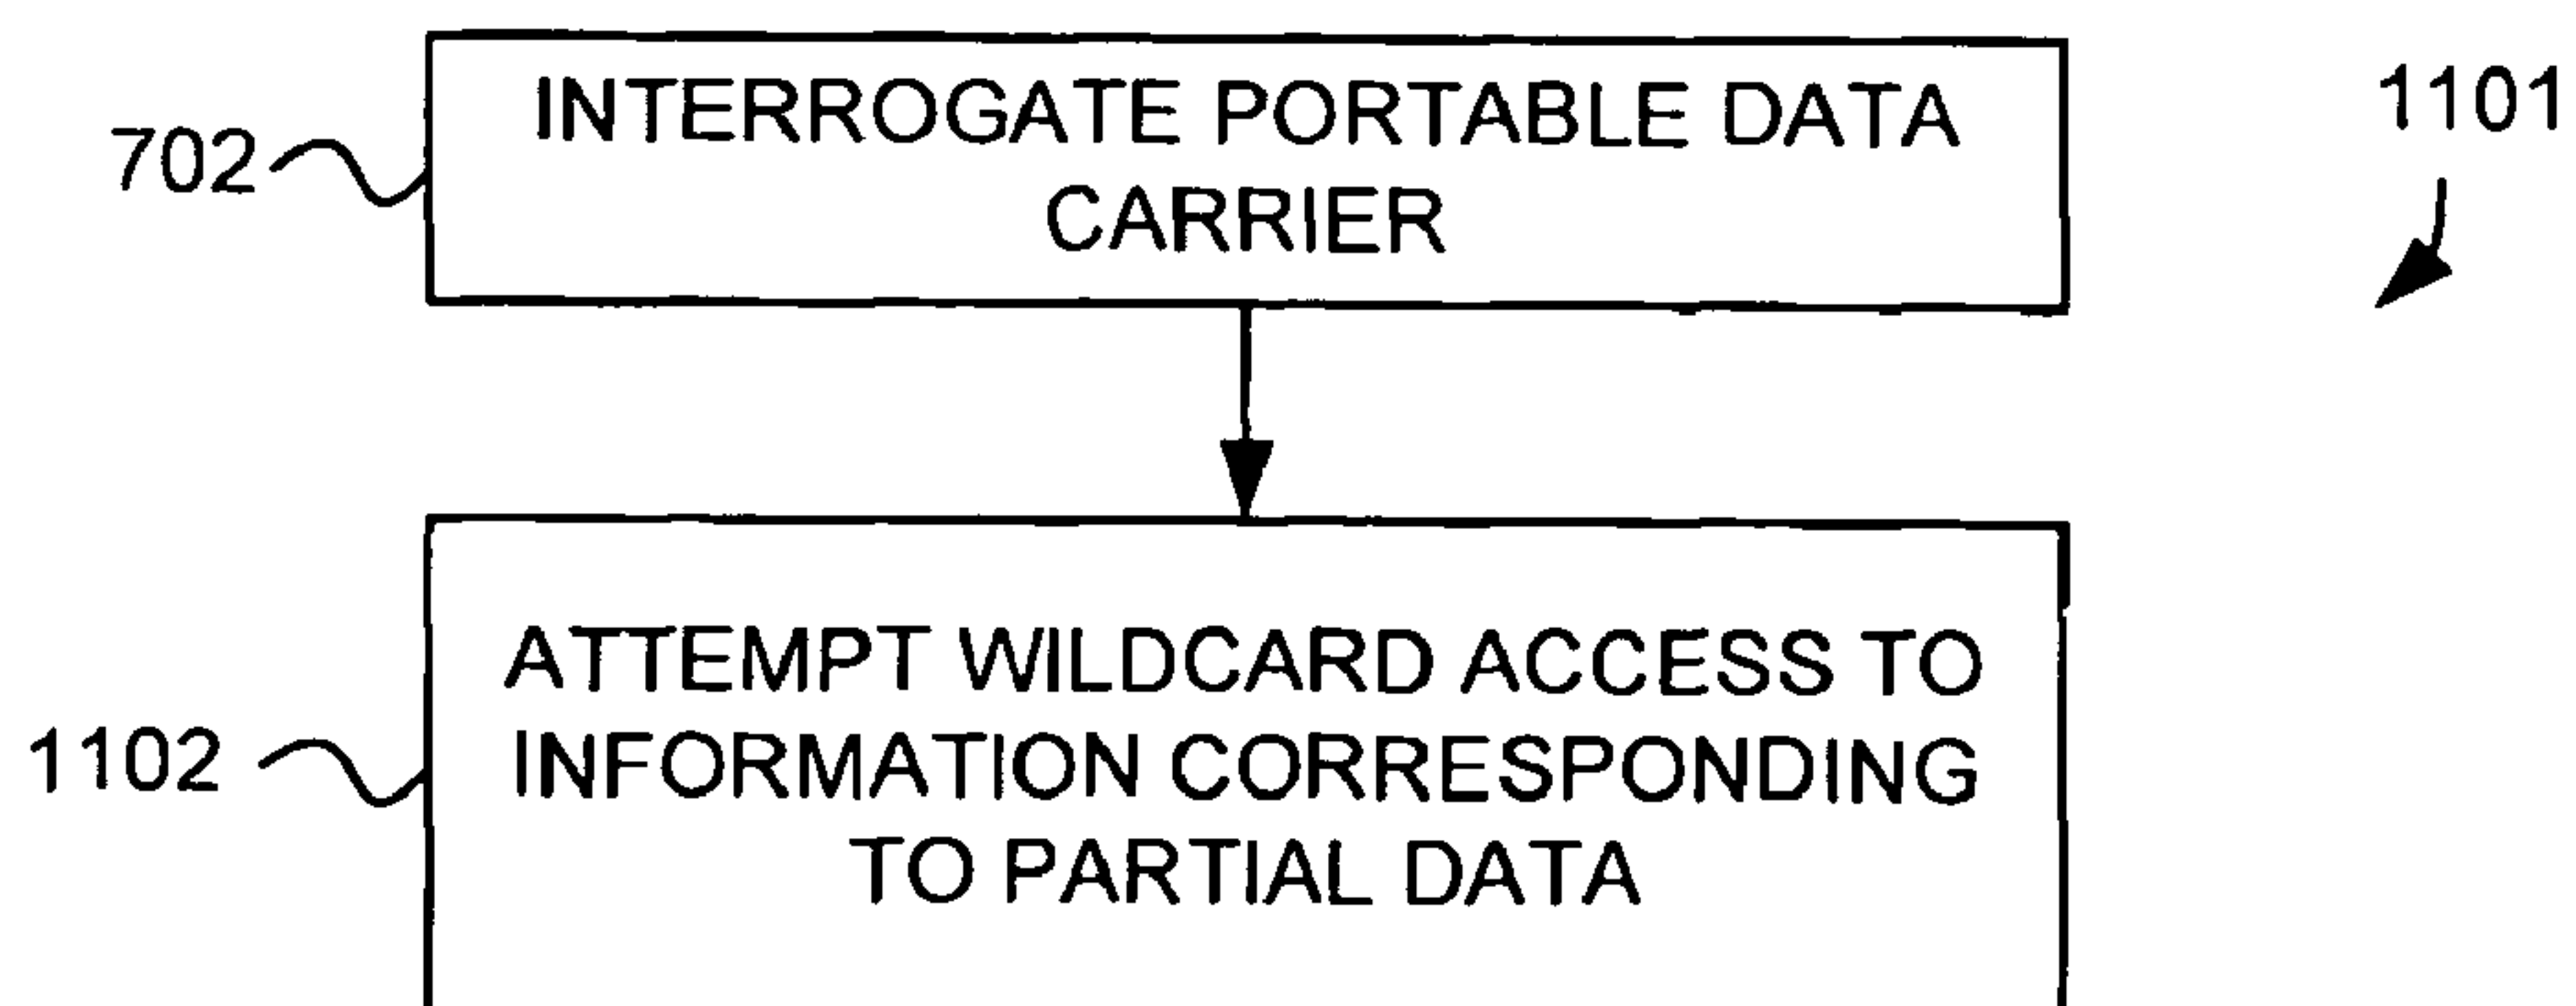 INTERROGATE PORTABLE DATA
CARRIER
702
1101
ATTEMPT WILDCARD ACCESS TO
INFORMATION CORRESPONDING
TO PARTIAL DATA
1102